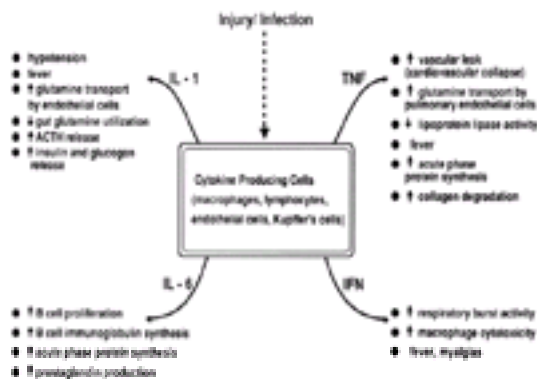 Injury/ Infection
● hypotension
● fever
● ↑ glutamine transport
by endothelial cells
● ↓ gut glutamine utilization
● ↑ ACTH release
● ↑ insulin and glucogon
release
IL - 1
TNF
● ↑ vascular leak
(cardiovascular collapse)
● ↑ glutamine transport by
pulmonary endothelial cells
● ↓ lipoprotein lipase activity
● fever
● ↑ acute phase
protein synthesis
● ↑ collagen degradation
Cytokine Producing Cells
(macrophages, lymphocytes,
endothelial cells, Kupffer's cells)
IL - 6
IFN
● ↑ B cell proliferation
● ↑ B cell immunoglobulin synthesis
● ↑ acute phase protein synthesis
● ↑ prostaglandin production
● ↑ respiratory burst activity
● ↑ macrophage cytotoxicity
● fever, myalgias